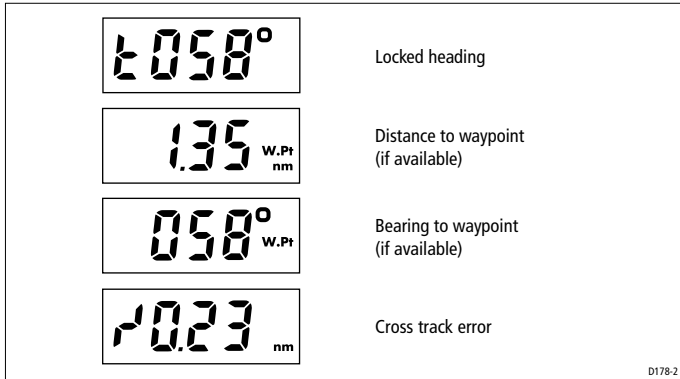 t058°
Locked heading
1.35 W.Pt
nm
Distance to waypoint
(if available)
058° W.Pt
Bearing to waypoint
(if available)
0.23 nm
Cross track error
D178-2